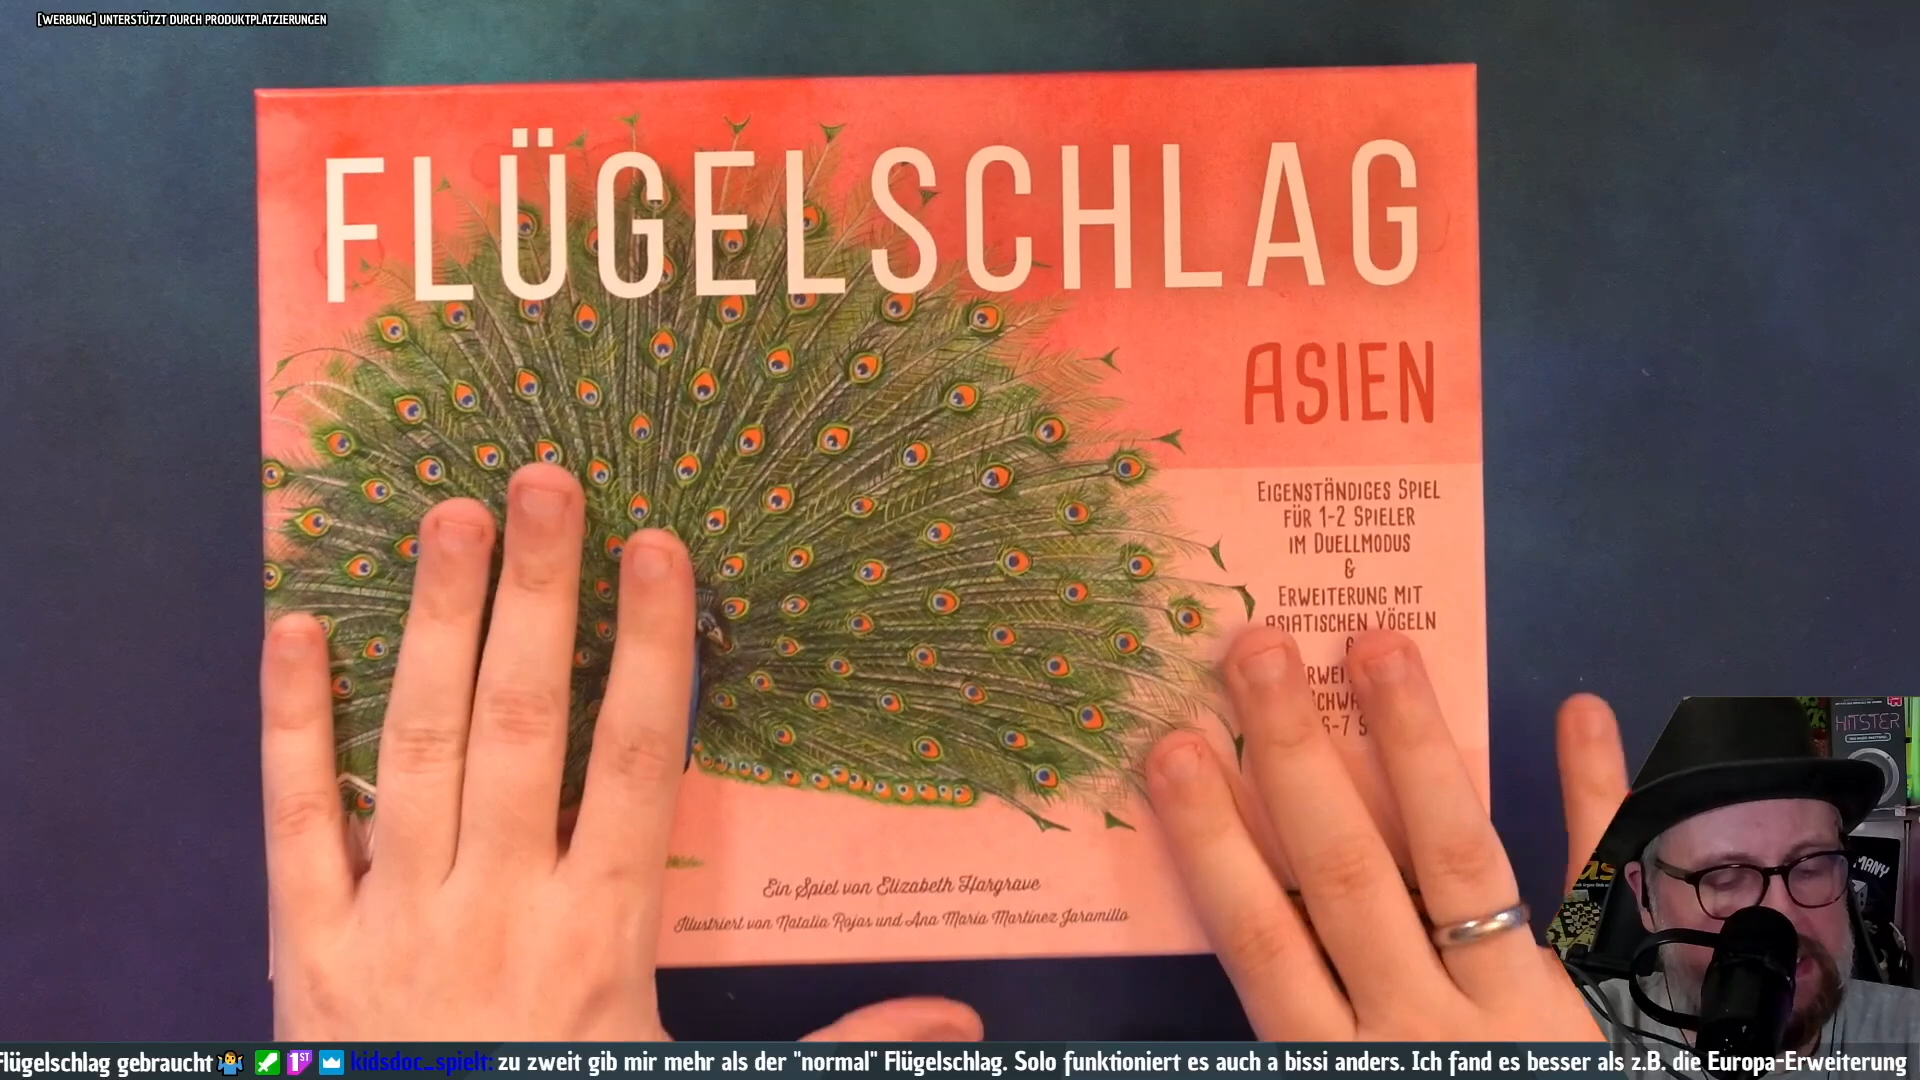 [WERBUNG] UNTERSTÜTZT DURCH PRODUKTPLATZIERUNGEN
FLÜGELSCHLAG
ASIEN
EIGENSTÄNDIGES SPIEL
FÜR 1-2 SPIELER
IM DUELLMODUS
&
ERWEITERUNG MIT
ASIATISCHEN VÖGELN
Ein Spiel von Elizabeth Hargrave
Illustriert von Natalia Rojas und Ana Maria Martinez Jaramillo
HITSTER
Flügelschlag gebraucht 🤷 1ST kidsdoc_spielt: zu zweit gib mir mehr als der "normal" Flügelschlag. Solo funktioniert es auch a bissi anders. Ich fand es besser als z.B. die Europa-Erweiterung